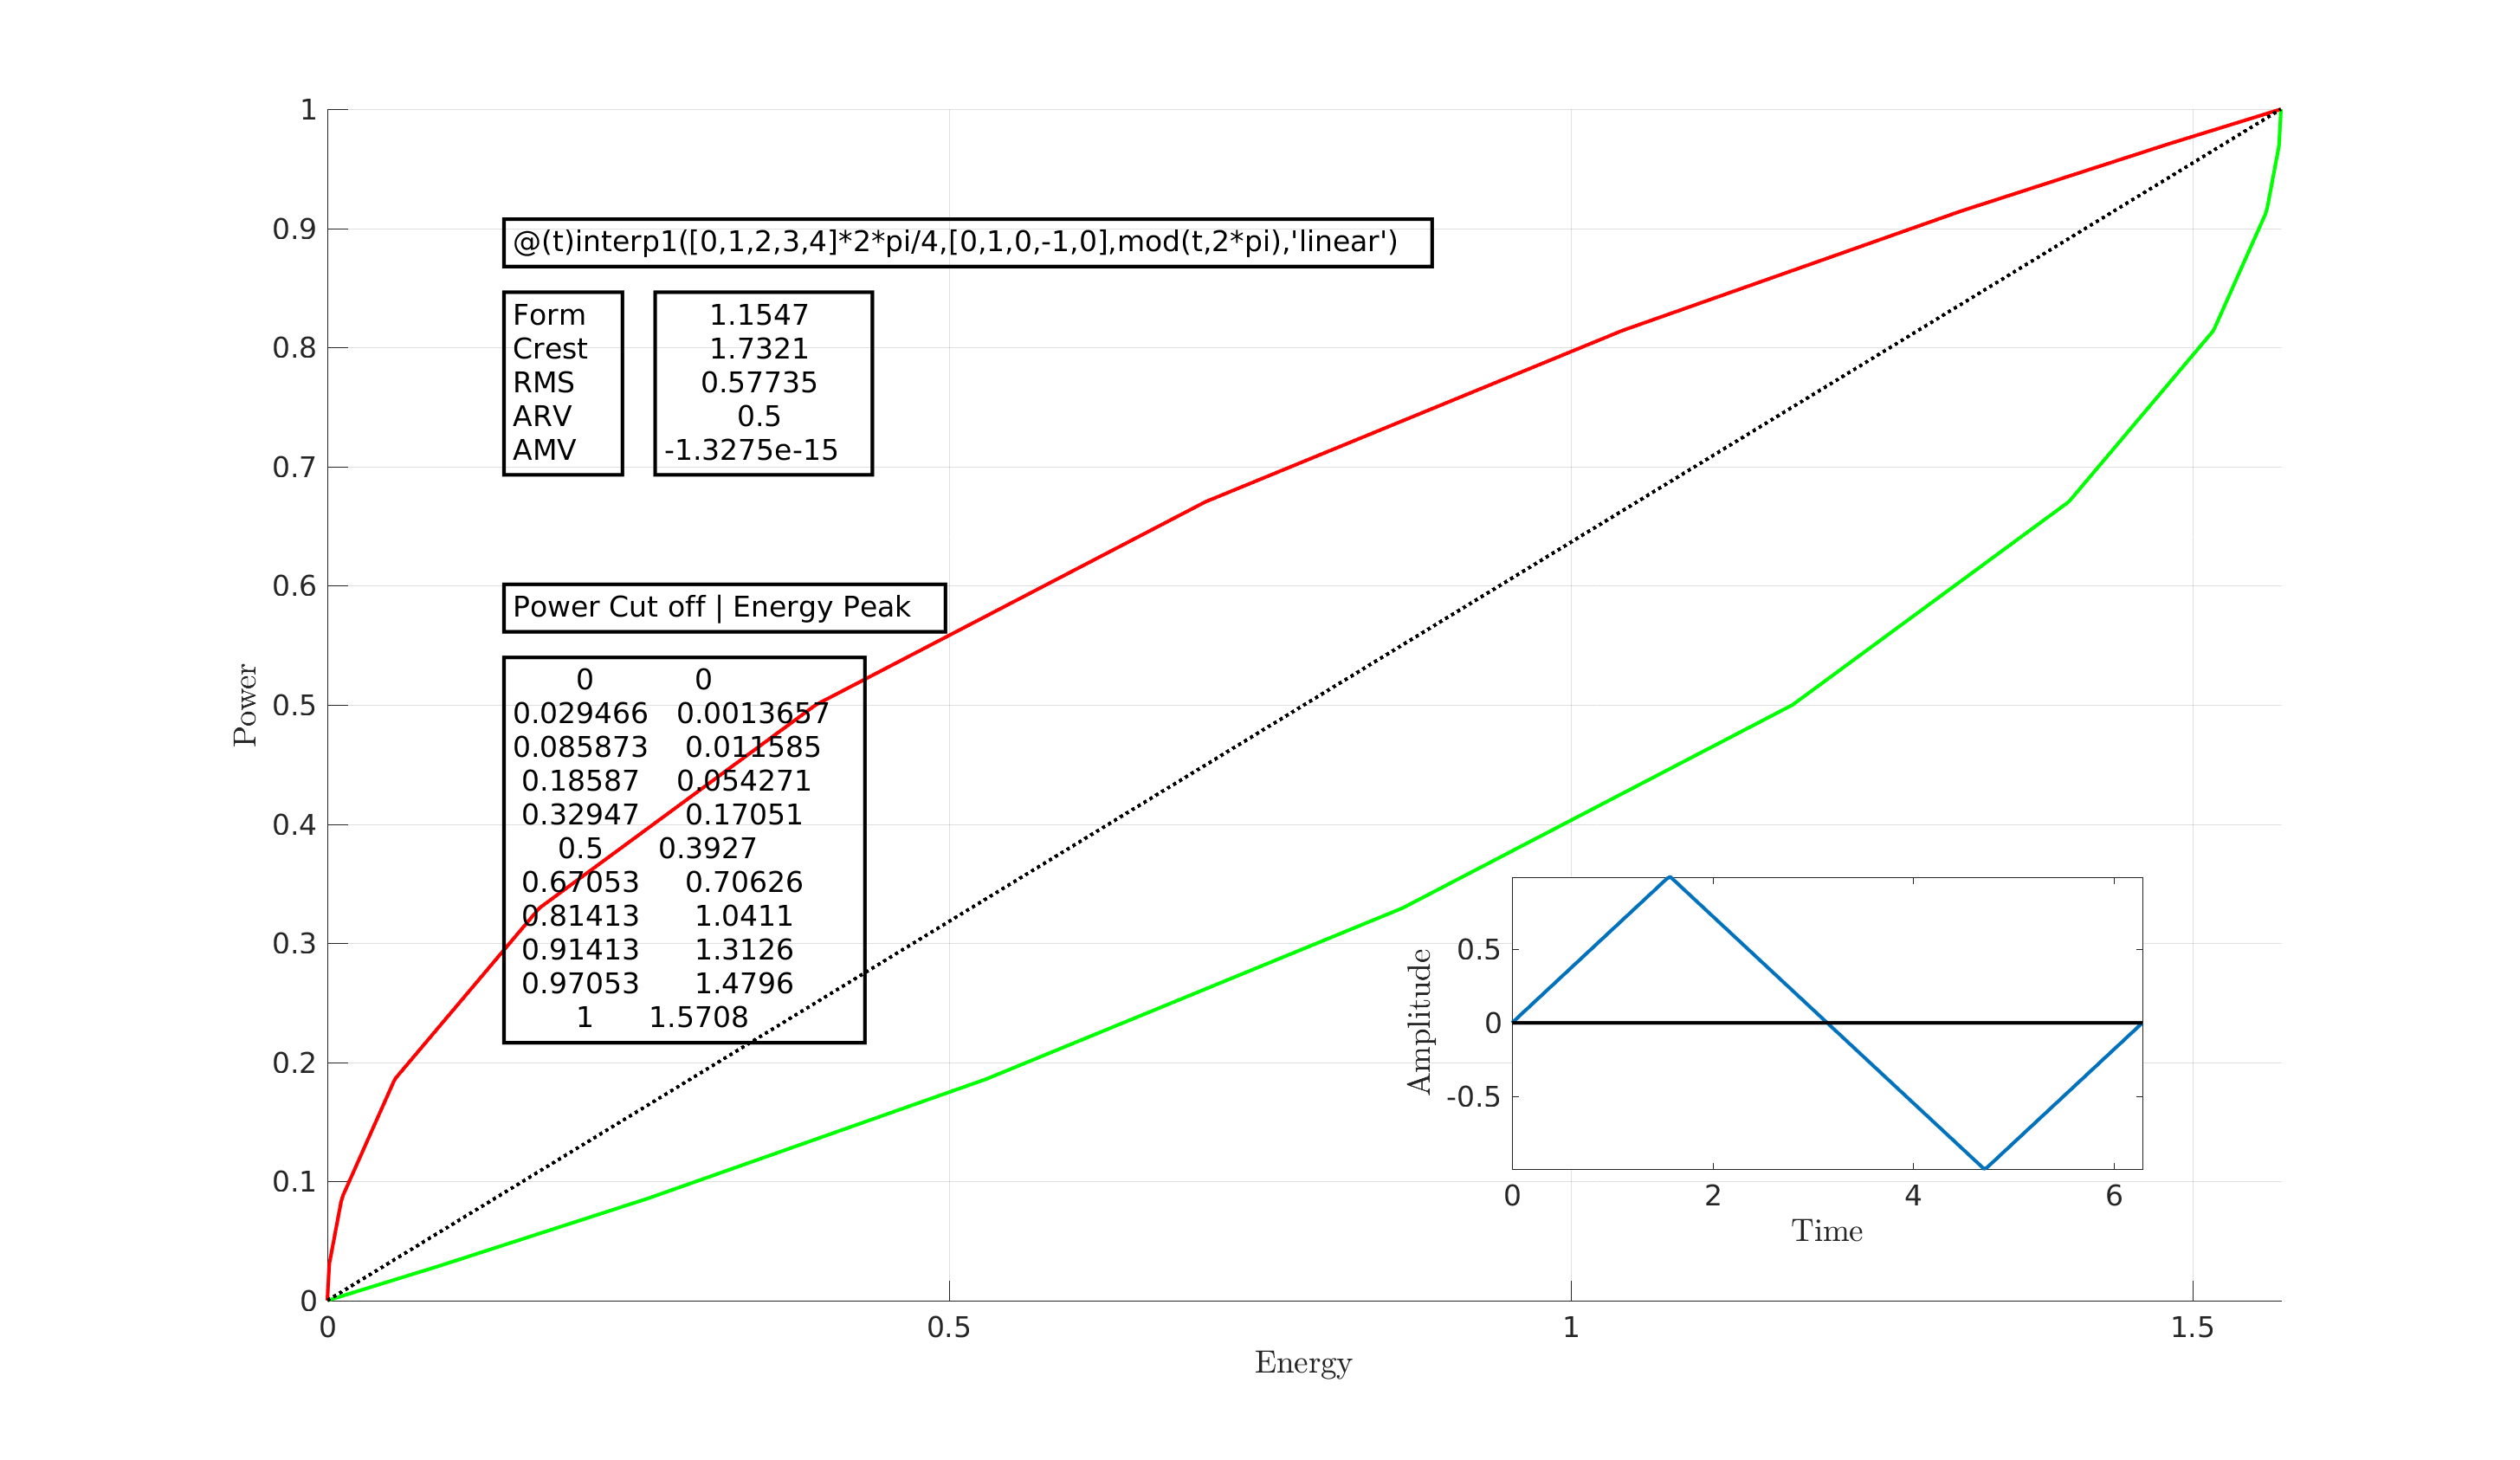 1
0.9
0.8
0.7
0.6
0.5
0.4
0.3
0.2
0.1
0
Power
@(t)interp1([0,1,2,3,4]*2*pi/4,[0,1,0,-1,0],mod(t,2*pi),'linear')
Form 1.1547
Crest 1.7321
RMS 0.57735
ARV 0.5
AMV -1.3275e-15
Power Cut off | Energy Peak
0 0
0.029466 0.0013657
0.085873 0.011585
0.18587 0.054271
0.32947 0.17051
0.5 0.3927
0.67053 0.70626
0.81413 1.0411
0.91413 1.3126
0.97053 1.4796
1 1.5708
0.5
0
-0.5
Amplitude
0 2 4 6
Time
0 0.5 1 1.5
Energy